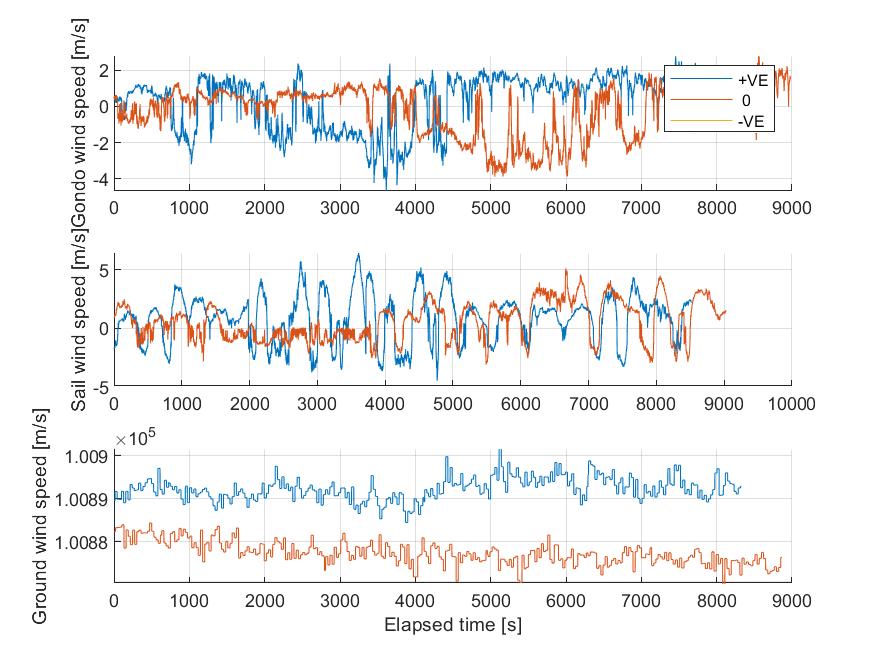 Gondo wind speed [m/s]
2
0
-2
-4
+VE
0
-VE
0 1000 2000 3000 4000 5000 6000 7000 8000 9000
Sail wind speed [m/s]
5
0
-5
0 1000 2000 3000 4000 5000 6000 7000 8000 9000 10000
Ground wind speed [m/s]
×10⁵
1.009
1.0089
1.0088
0 1000 2000 3000 4000 5000 6000 7000 8000 9000
Elapsed time [s]